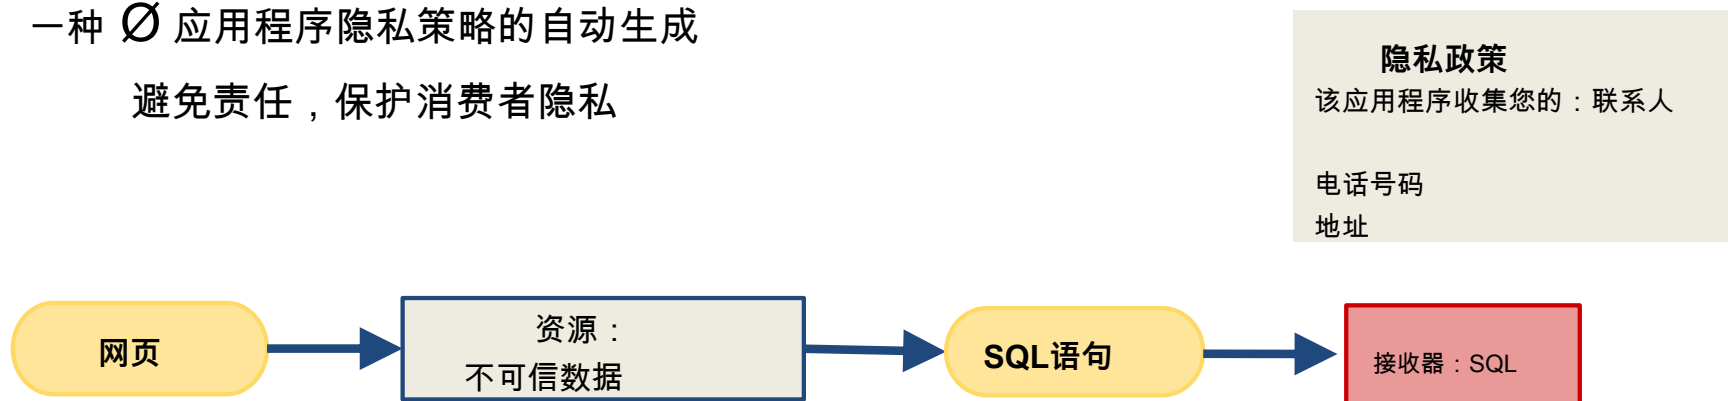 一种 Ø 应用程序隐私策略的自动生成
避免责任，保护消费者隐私
隐私政策
该应用程序收集您的：联系人
电话号码
地址
网页
资源：
不可信数据
SQL语句
接收器：SQL